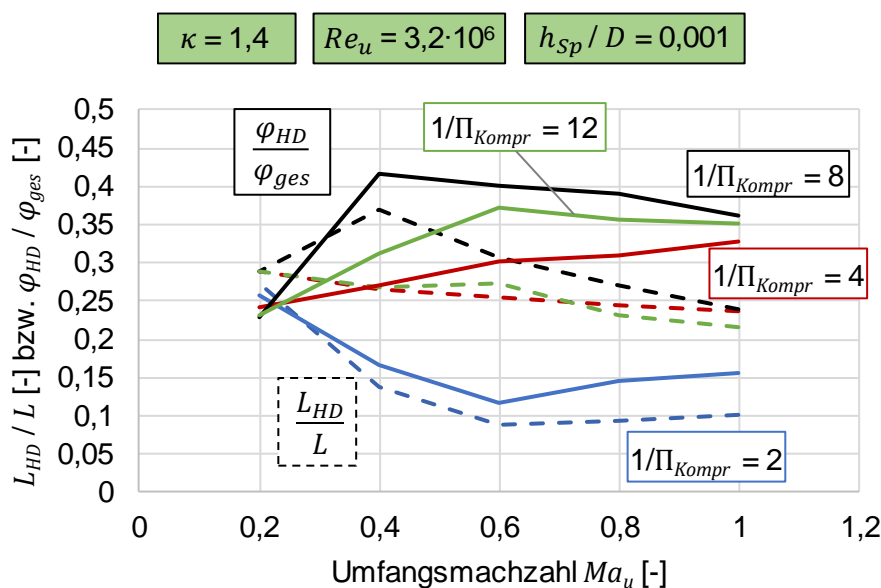 κ = 1,4
Re_u = 3,2·10⁶
h_Sp / D = 0,001
L_HD / L [-] bzw. φ_HD / φ_ges [-]
0,5
0,45
0,4
0,35
0,3
0,25
0,2
0,15
0,1
0,05
0
φ_HD
φ_ges
1/Π_Kompr = 12
1/Π_Kompr = 8
1/Π_Kompr = 4
L_HD
L
1/Π_Kompr = 2
0 0,2 0,4 0,6 0,8 1 1,2
Umfangsmachzahl Ma_u [-]